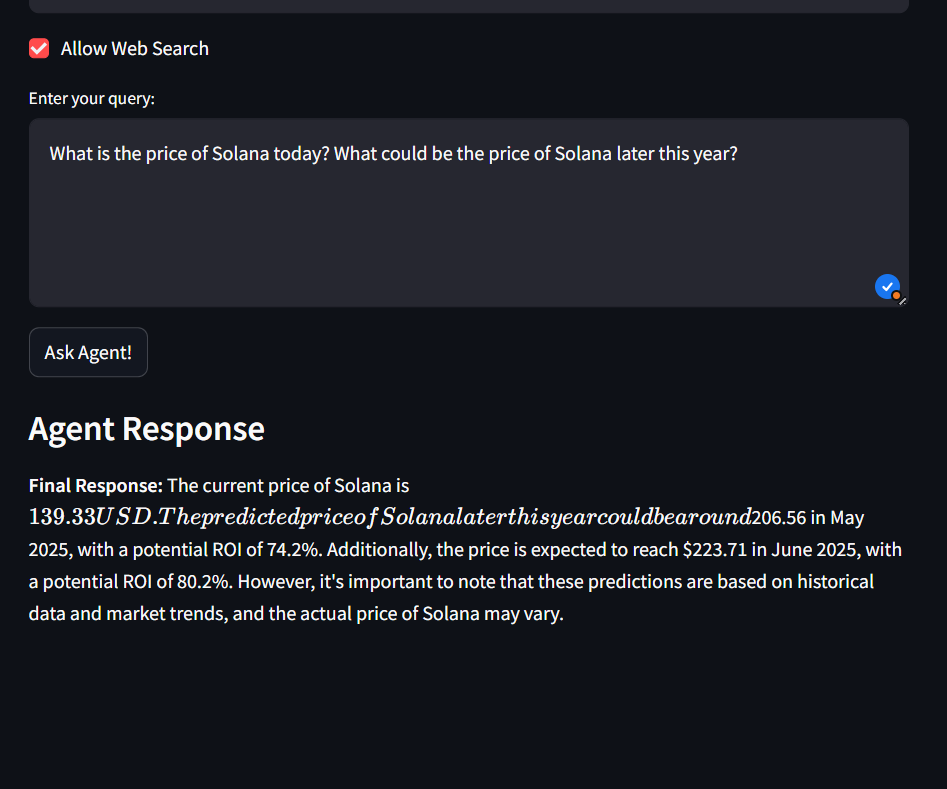 Allow Web Search
Enter your query:
What is the price of Solana today? What could be the price of Solana later this year?
Ask Agent!
Agent Response
Final Response: The current price of Solana is
139.33USD.ThepredictedpriceofSolanalaterthisyearcouldbearound206.56 in May
2025, with a potential ROI of 74.2%. Additionally, the price is expected to reach $223.71 in June 2025, with
a potential ROI of 80.2%. However, it's important to note that these predictions are based on historical
data and market trends, and the actual price of Solana may vary.